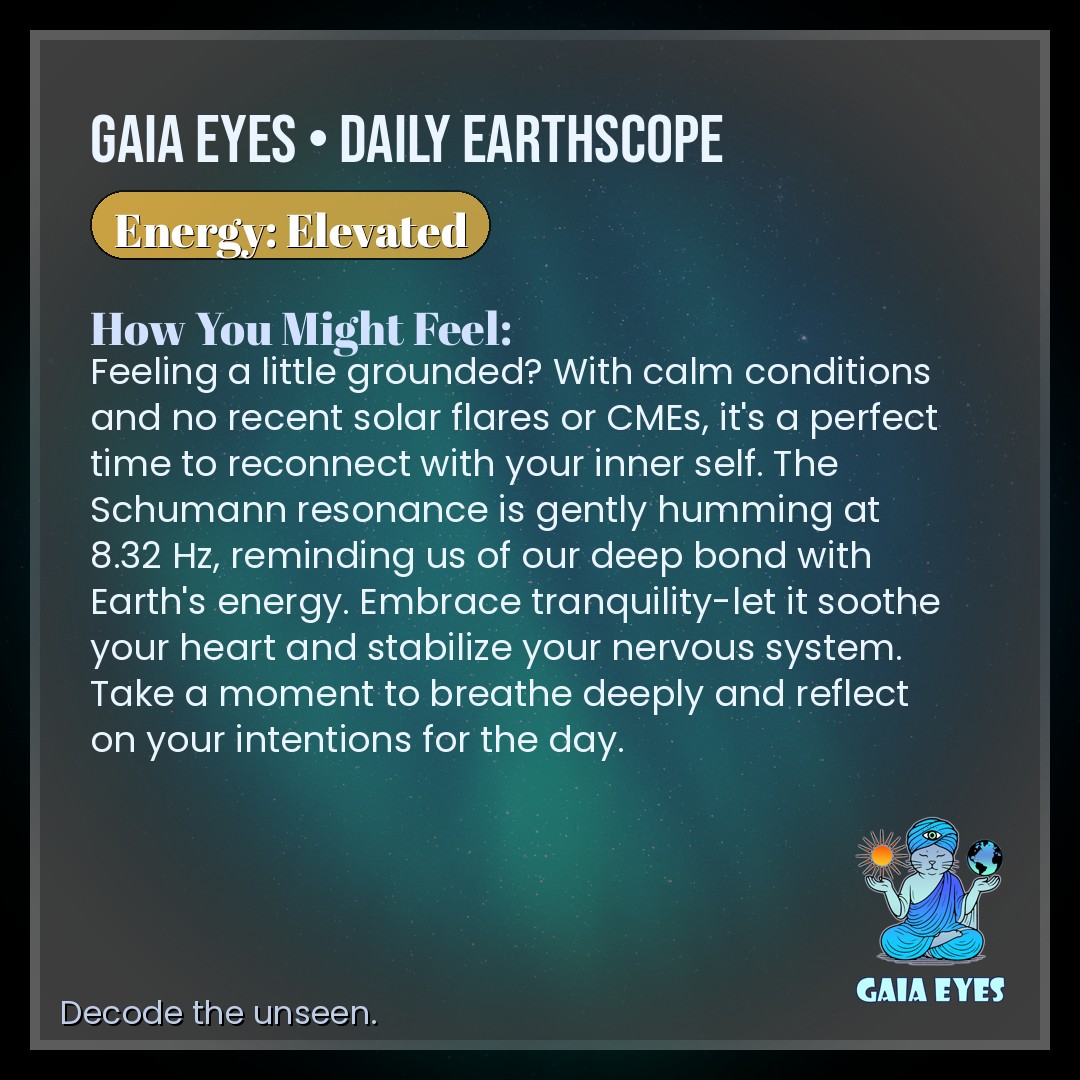 GAIA EYES • DAILY EARTHSCOPE
Energy: Elevated
How You Might Feel:
Feeling a little grounded? With calm conditions
and no recent solar flares or CMEs, it's a perfect
time to reconnect with your inner self. The
Schumann resonance is gently humming at
8.32 Hz, reminding us of our deep bond with
Earth's energy. Embrace tranquility-let it soothe
your heart and stabilize your nervous system.
Take a moment to breathe deeply and reflect
on your intentions for the day.
GAIA EYES
Decode the unseen.